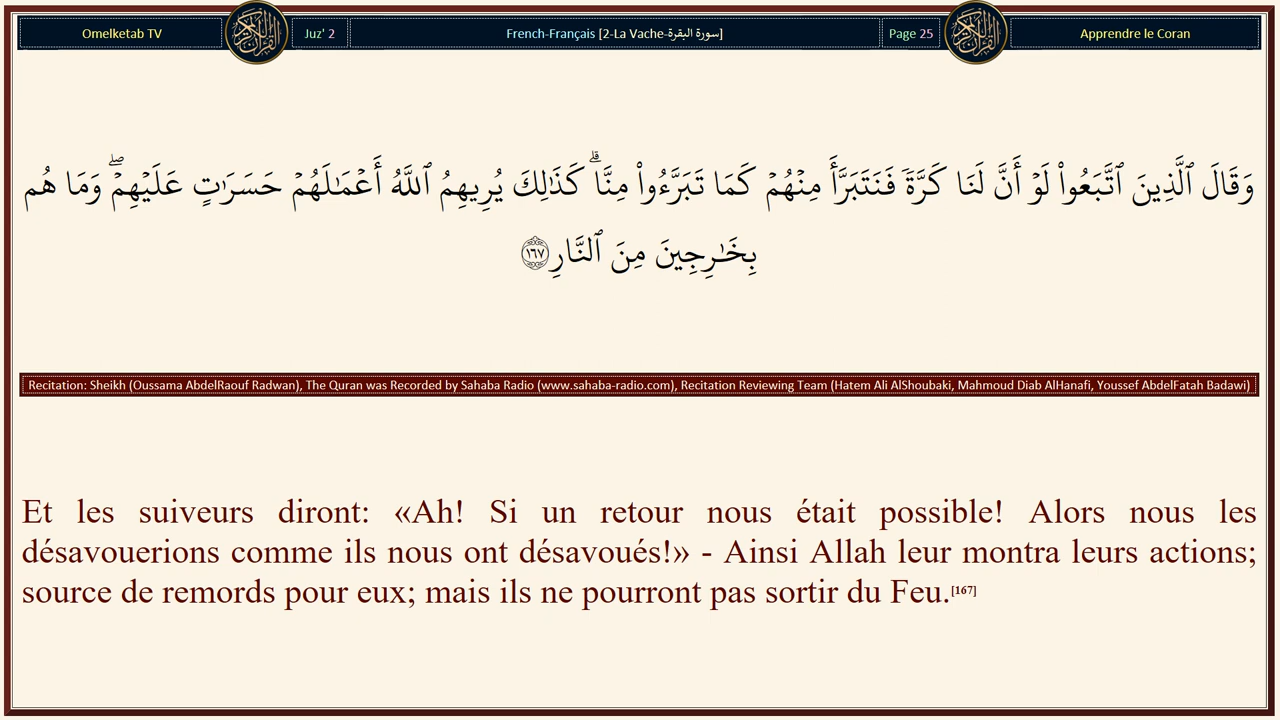 Omelketab TV
Juz' 2
French-Français [2-La Vache-سورة البقرة]
Page 25
Apprendre le Coran
وَقَالَ ٱلَّذِينَ ٱتَّبَعُوا۟ لَوْ أَنَّ لَنَا كَرَّةً فَنَتَبَرَّأَ مِنْهُمْ كَمَا تَبَرَّءُوا۟ مِنَّا ۗ كَذَٰلِكَ يُرِيهِمُ ٱللَّهُ أَعْمَـٰلَهُمْ حَسَرَٰتٍ عَلَيْهِمْ ۖ وَمَا هُم
بِخَـٰرِجِينَ مِنَ ٱلنَّارِ ١٦٧
Recitation: Sheikh (Oussama AbdelRaouf Radwan), The Quran was Recorded by Sahaba Radio (www.sahaba-radio.com), Recitation Reviewing Team (Hatem Ali AlShoubaki, Mahmoud Diab AlHanafi, Youssef AbdelFatah Badawi)
Et les suiveurs diront: «Ah! Si un retour nous était possible! Alors nous les
désavouerions comme ils nous ont désavoués!» - Ainsi Allah leur montra leurs actions;
source de remords pour eux; mais ils ne pourront pas sortir du Feu.[167]